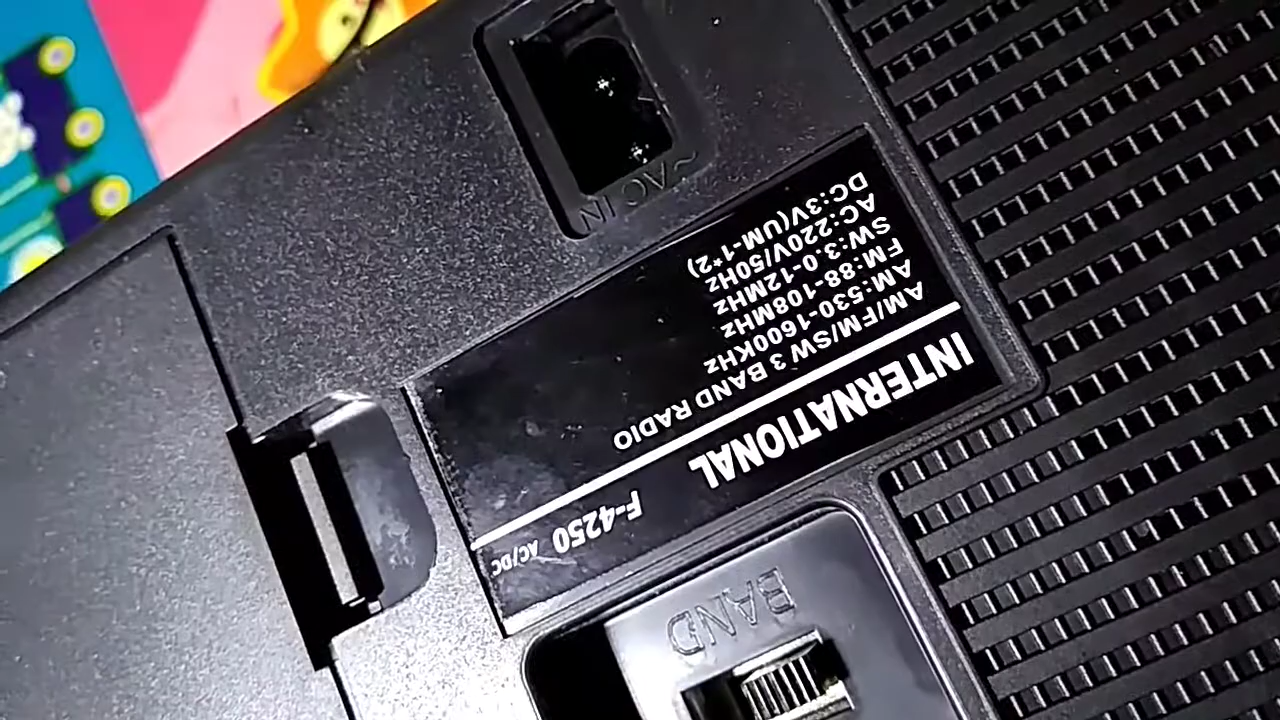 INTERNATIONAL F-4250 AC/DC
AM/FM/SW 3 BAND RADIO
AM:530-1600KHz
FM:88-108MHz
SW:3.0-12MHz
AC:220V/50Hz
DC:3V(UM-1*2)
~AC IN
BAND